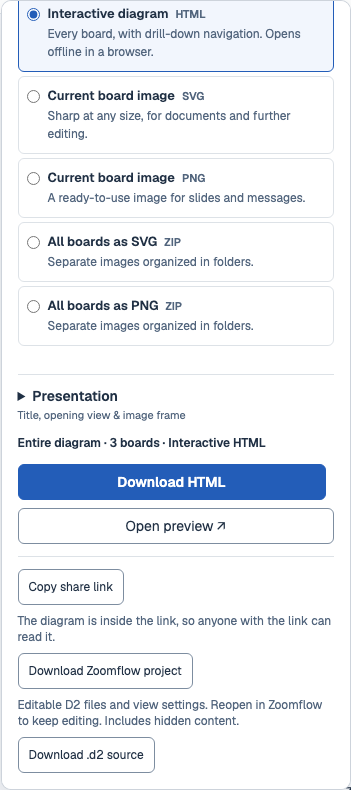 Interactive diagram HTML
Every board, with drill-down navigation. Opens
offline in a browser.
Current board image SVG
Sharp at any size, for documents and further
editing.
Current board image PNG
A ready-to-use image for slides and messages.
All boards as SVG ZIP
Separate images organized in folders.
All boards as PNG ZIP
Separate images organized in folders.
▶ Presentation
Title, opening view & image frame
Entire diagram · 3 boards · Interactive HTML
Download HTML
Open preview ↗
Copy share link
The diagram is inside the link, so anyone with the link can
read it.
Download Zoomflow project
Editable D2 files and view settings. Reopen in Zoomflow
to keep editing. Includes hidden content.
Download .d2 source